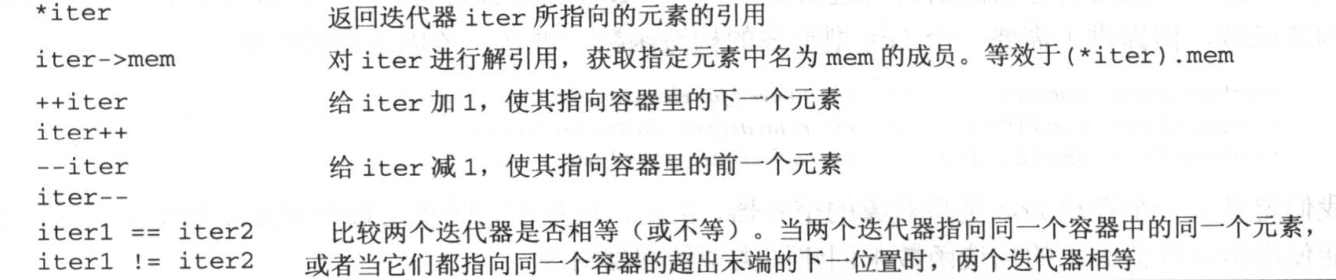 *iter 返回迭代器 iter 所指向的元素的引用
iter->mem 对 iter 进行解引用，获取指定元素中名为 mem 的成员。等效于(*iter).mem
++iter 给 iter 加 1，使其指向容器里的下一个元素
iter++
--iter 给 iter 减 1，使其指向容器里的前一个元素
iter--
iter1 == iter2 比较两个迭代器是否相等（或不等）。当两个迭代器指向同一个容器中的同一个元素，
iter1 != iter2 或者当它们都指向同一个容器的超出末端的下一位置时，两个迭代器相等